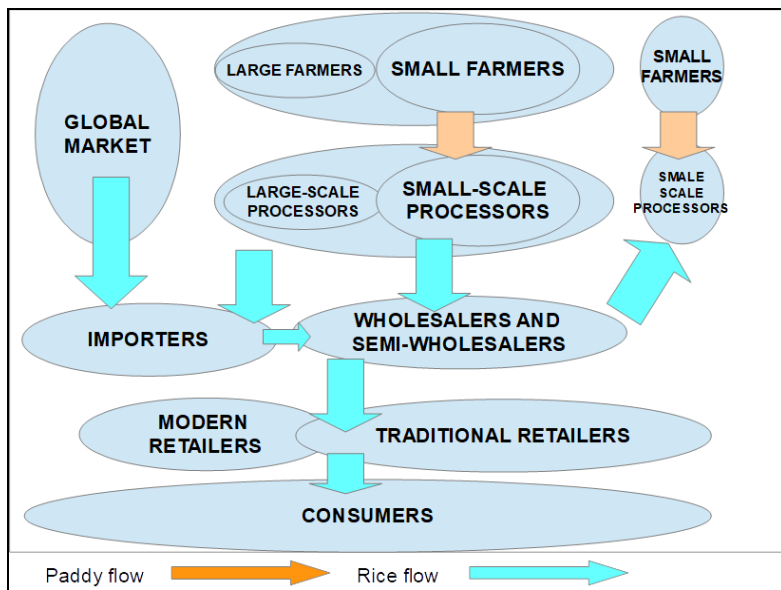 LARGE FARMERS
SMALL FARMERS
SMALL
FARMERS
GLOBAL
MARKET
LARGE-SCALE
PROCESSORS
SMALL-SCALE
PROCESSORS
SMALE
SCALE
PROCESSORS
IMPORTERS
WHOLESALERS AND
SEMI-WHOLESALERS
MODERN
RETAILERS
TRADITIONAL RETAILERS
CONSUMERS
Paddy flow
Rice flow